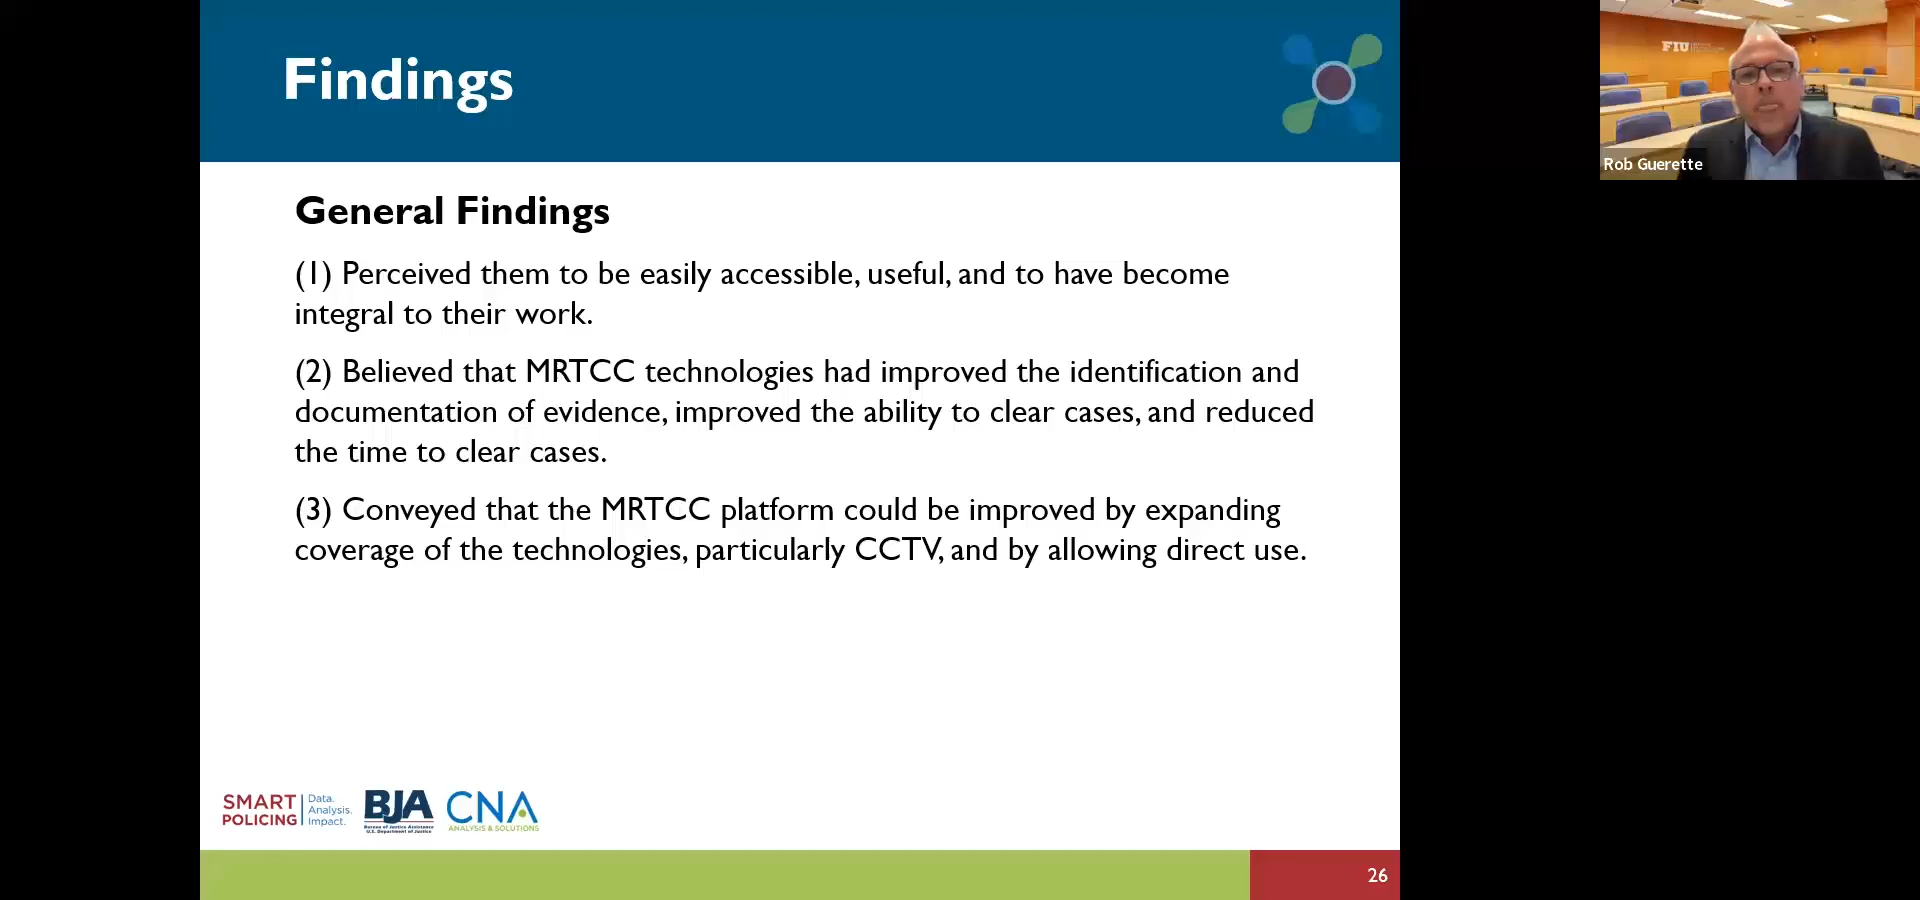 Findings
General Findings
(1) Perceived them to be easily accessible, useful, and to have become
integral to their work.
(2) Believed that MRTCC technologies had improved the identification and
documentation of evidence, improved the ability to clear cases, and reduced
the time to clear cases.
(3) Conveyed that the MRTCC platform could be improved by expanding
coverage of the technologies, particularly CCTV, and by allowing direct use.
SMART
POLICING
Data.
Analysis.
Impact.
BJA
Bureau of Justice Assistance
U.S. Department of Justice
CNA
ANALYSIS & SOLUTIONS
26
FIU
Rob Guerette